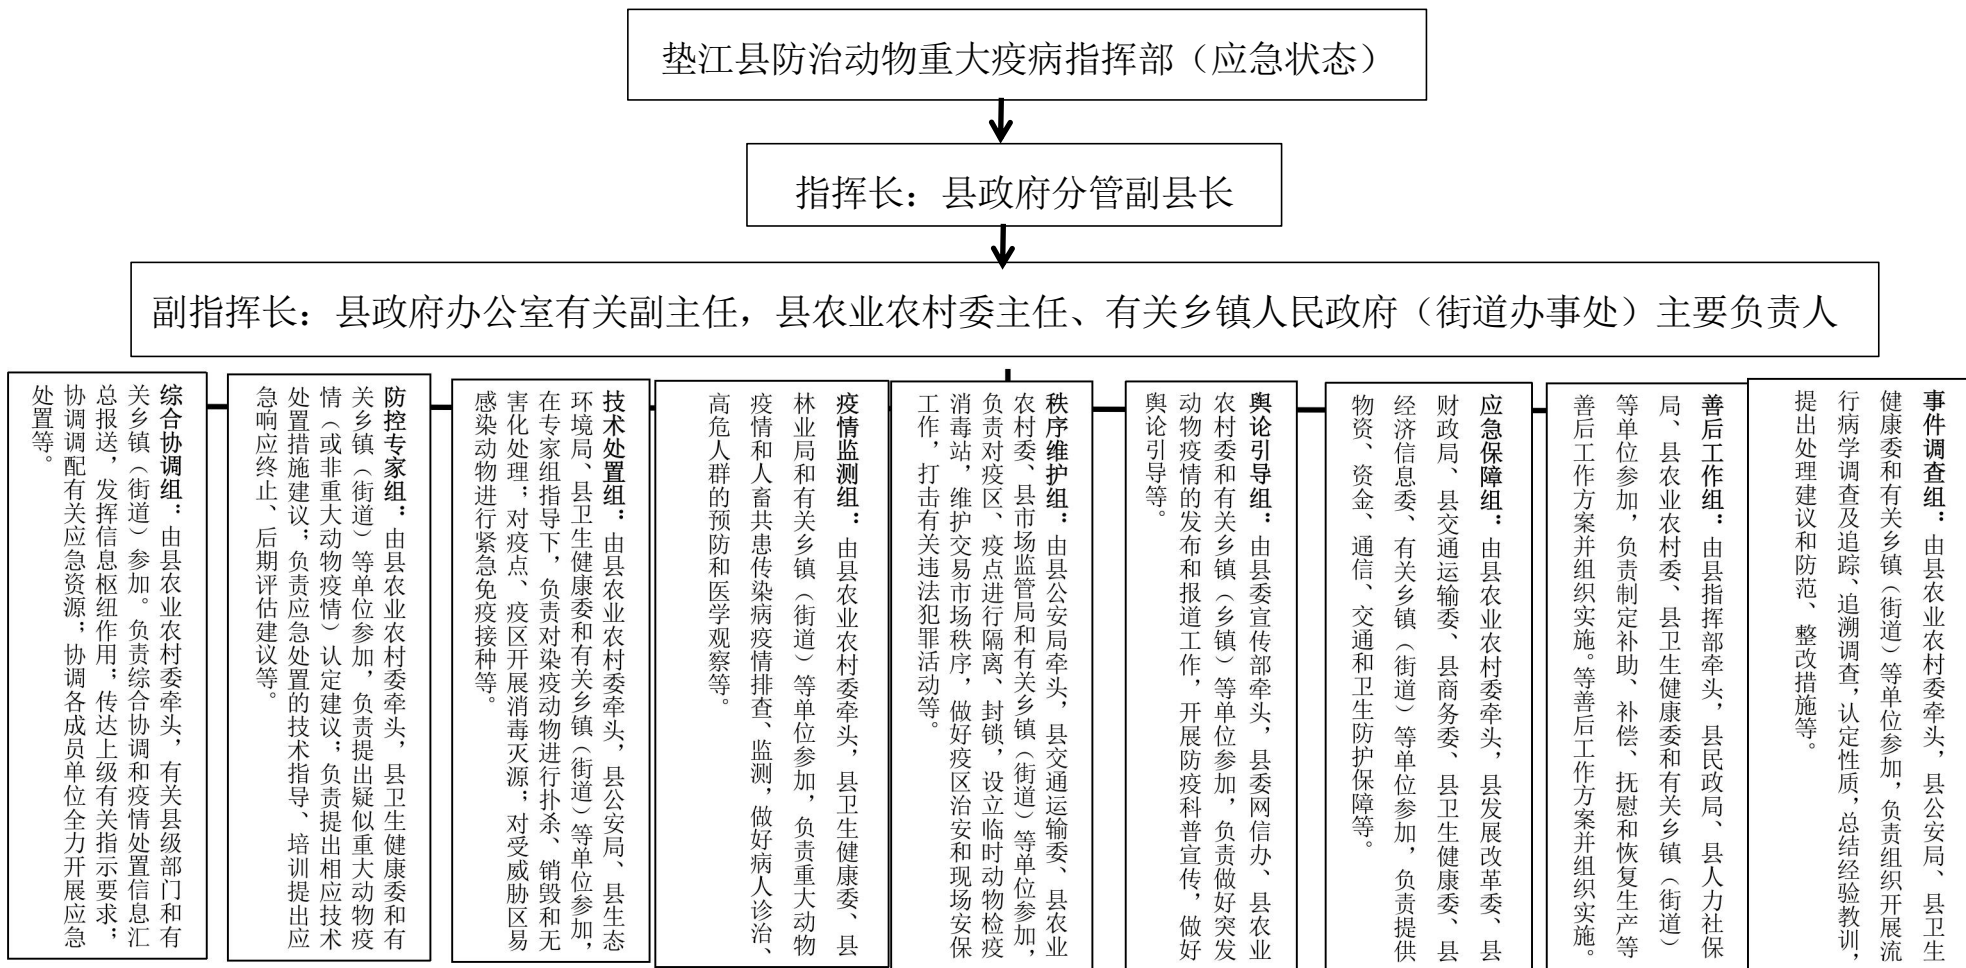 垫江县防治动物重大疫病指挥部（应急状态）
指挥长：县政府分管副县长
副指挥长：县政府办公室有关副主任，县农业农村委主任、有关乡镇人民政府（街道办事处）主要负责人
综合协调组：由县农业农村委牵头，有关县级部门和有
关乡镇（街道）参加。负责综合协调和疫情处置信息汇
总报送，发挥信息枢纽作用；传达上级有关指示要求；
协调调配有关应急资源；协调各成员单位全力开展应急
处置等。
防控专家组：由县农业农村委牵头，县卫生健康委和有
关乡镇（街道）等单位参加，负责提出疑似重大动物疫
情（或非重大动物疫情）认定建议；负责提出相应技术
处置措施建议；负责应急处置的技术指导、培训提出应
急响应终止、后期评估建议等。
技术处置组：由县农业农村委牵头，县公安局、县生态
环境局、县卫生健康委和有关乡镇（街道）等单位参加，
在专家组指导下，负责对染疫动物进行扑杀、销毁和无
害化处理；对疫点、疫区开展消毒灭源；对受威胁区易
感染动物进行紧急免疫接种等。
疫情监测组：由县农业农村委牵头，县卫生健康委、县
林业局和有关乡镇（街道）等单位参加，负责重大动物
疫情和人畜共患传染病疫情排查、监测，做好病人诊治、
高危人群的预防和医学观察等。
秩序维护组：由县公安局牵头，县交通运输委、县农业
农村委、县市场监管局和有关乡镇（街道）等单位参加，
负责对疫区、疫点进行隔离、封锁，设立临时动物检疫
消毒站，维护交易市场秩序，做好疫区治安和现场安保
工作，打击有关违法犯罪活动等。
舆论引导组：由县委宣传部牵头，县委网信办、县农业
农村委和有关乡镇（乡镇）等单位参加，负责做好突发
动物疫情的发布和报道工作，开展防疫科普宣传，做好
舆论引导等。
应急保障组：由县农业农村委牵头，县发展改革委、县
财政局、县交通运输委、县商务委、县卫生健康委、县
经济信息委、有关乡镇（街道）等单位参加，负责提供
物资、资金、通信、交通和卫生防护保障等。
善后工作组：由县指挥部牵头，县民政局、县人力社保
局、县农业农村委、县卫生健康委和有关乡镇（街道）
等单位参加，负责制定补助、补偿、抚慰和恢复生产等
善后工作方案并组织实施。等善后工作方案并组织实施。
事件调查组：由县农业农村委牵头，县公安局、县卫生
健康委和有关乡镇（街道）等单位参加，负责组织开展流
行病学调查及追踪、追溯调查，认定性质，总结经验教训，
提出处理建议和防范、整改措施等。